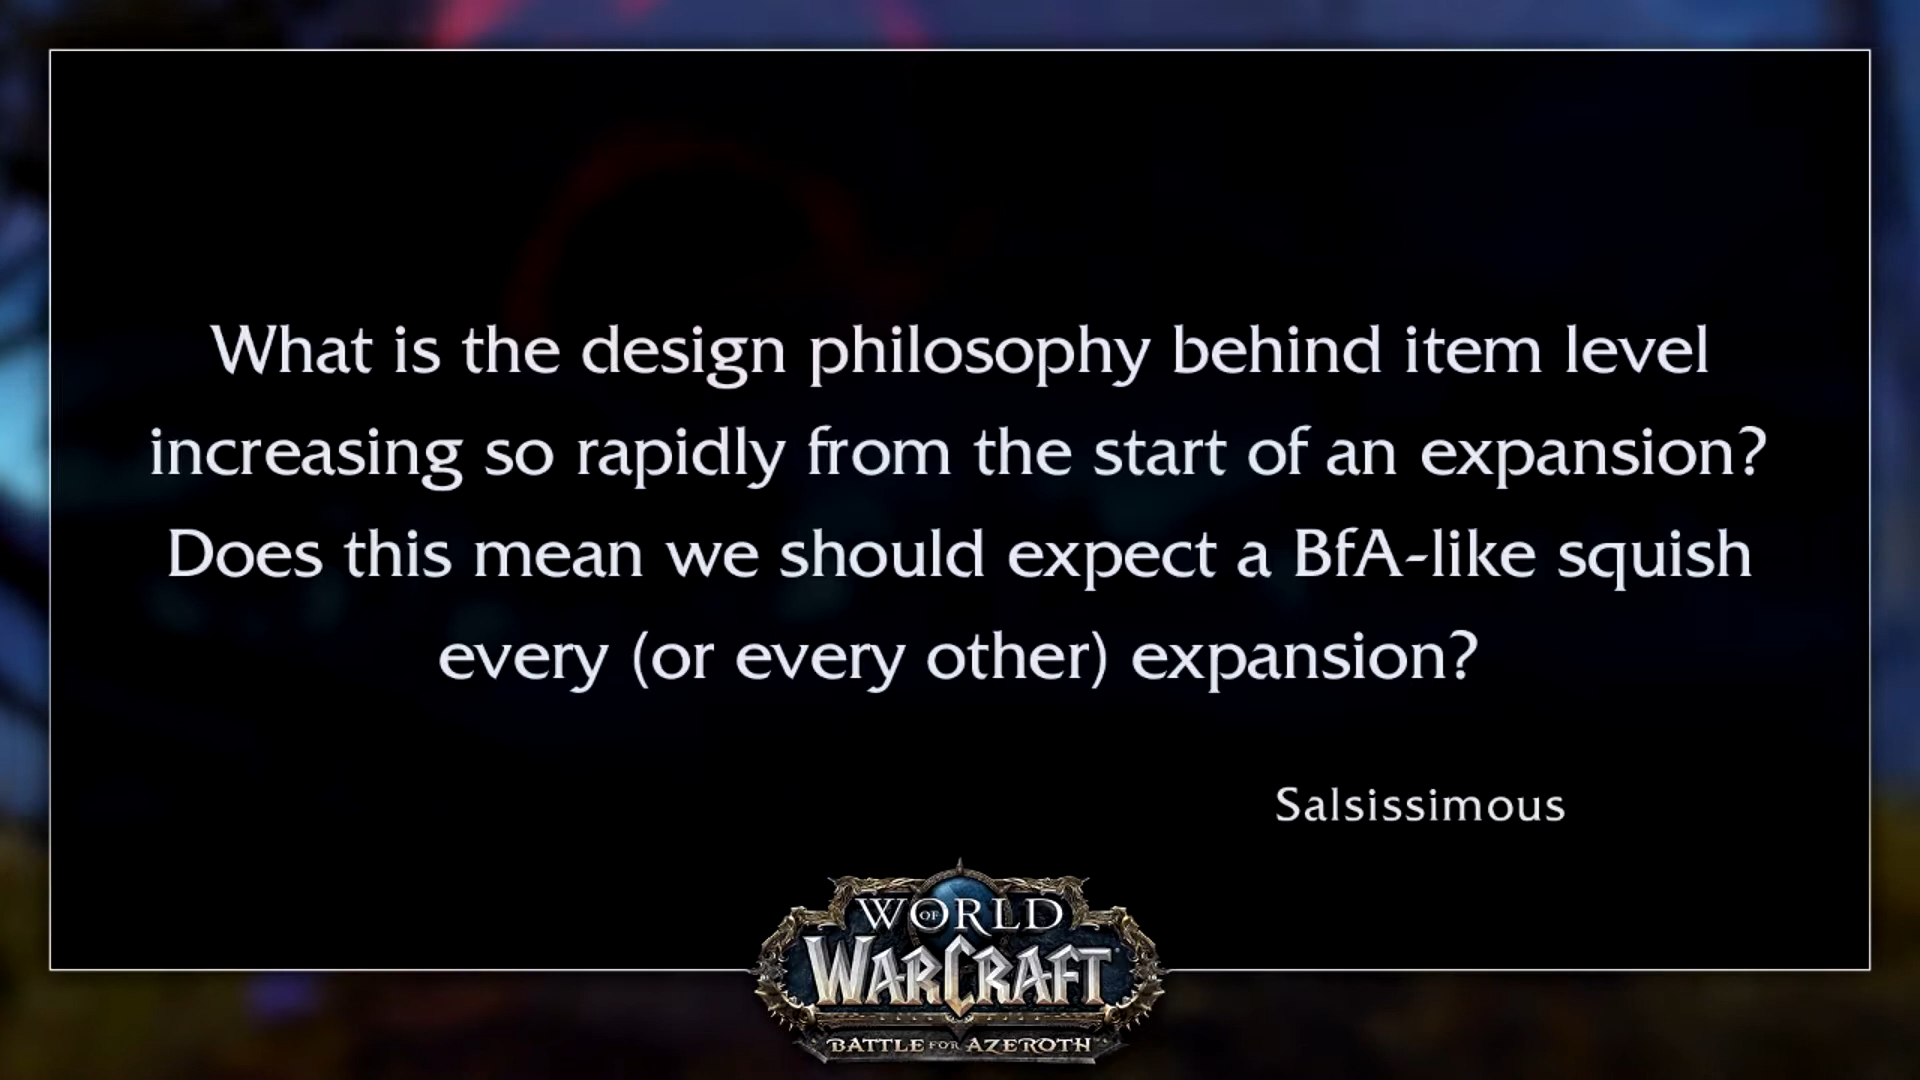 What is the design philosophy behind item level
increasing so rapidly from the start of an expansion?
Does this mean we should expect a BfA-like squish
every (or every other) expansion?
Salsissimous
WORLD OF
WARCRAFT
BATTLE FOR AZEROTH